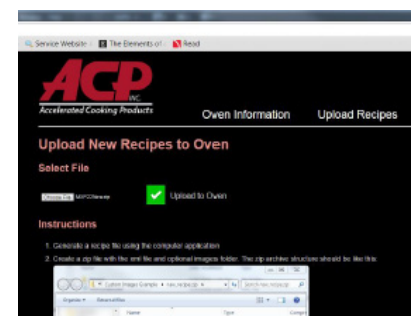 Service Website
The Elements of
Read
ACP
INC.
Accelerated Cooking Products
Oven Information
Upload Recipes
Upload New Recipes to Oven
Select File
Choose File
Upload to Oven
Instructions
1. Generate a recipe file using the computer application
2. Create a zip file with the xml file and optional images folder. The zip archive structure should be like this:
Organize
Name
Type